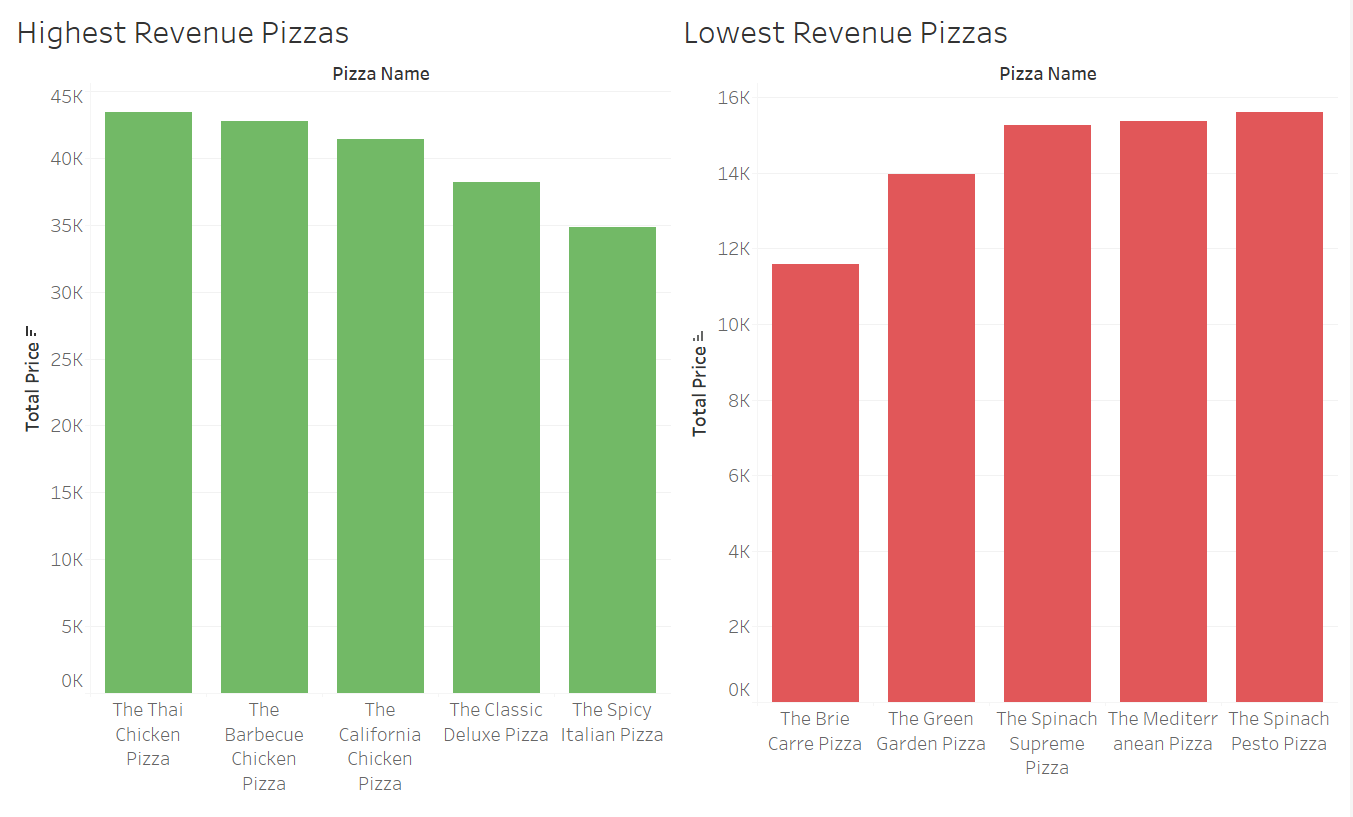 Highest Revenue Pizzas
Pizza Name
45K
40K
35K
30K
25K
20K
15K
10K
5K
0K
Total Price
The Thai
Chicken
Pizza
The
Barbecue
Chicken
Pizza
The
California
Chicken
Pizza
The Classic
Deluxe Pizza
The Spicy
Italian Pizza
Lowest Revenue Pizzas
Pizza Name
16K
14K
12K
10K
8K
6K
4K
2K
0K
Total Price
The Brie
Carre Pizza
The Green
Garden Pizza
The Spinach
Supreme
Pizza
The Mediterr
anean Pizza
The Spinach
Pesto Pizza